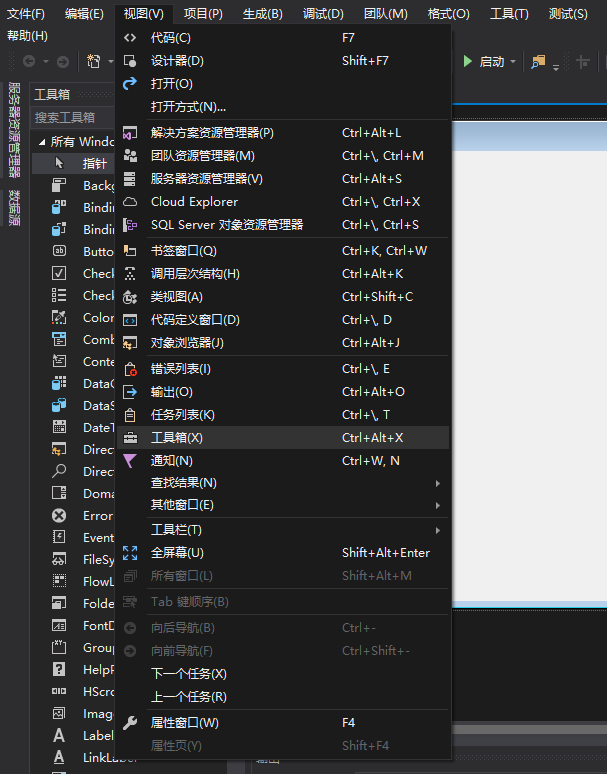 文件(F) 编辑(E) 视图(V) 项目(P) 生成(B) 调试(D) 团队(M) 格式(O) 工具(T) 测试(S)
帮助(H)
启动
服务器资源管理器
数据源
工具箱
搜索工具箱
所有 Windo
指针
Backg
Bindin
Bindin
Butto
Check
Check
Color
Comb
Conte
DataG
DataS
DateT
Direc
Direc
Doma
Error
Event
FileSy
FlowL
Folde
FontD
Group
HelpP
HScro
Image
Label
LinkLabel
代码(C) F7
设计器(D) Shift+F7
打开(O)
打开方式(N)...
解决方案资源管理器(P) Ctrl+Alt+L
团队资源管理器(M) Ctrl+\, Ctrl+M
服务器资源管理器(V) Ctrl+Alt+S
Cloud Explorer Ctrl+\, Ctrl+X
SQL Server 对象资源管理器 Ctrl+\, Ctrl+S
书签窗口(Q) Ctrl+K, Ctrl+W
调用层次结构(H) Ctrl+Alt+K
类视图(A) Ctrl+Shift+C
代码定义窗口(D) Ctrl+\, D
对象浏览器(J) Ctrl+Alt+J
错误列表(I) Ctrl+\, E
输出(O) Ctrl+Alt+O
任务列表(K) Ctrl+\, T
工具箱(X) Ctrl+Alt+X
通知(N) Ctrl+W, N
查找结果(N)
其他窗口(E)
工具栏(T)
全屏幕(U) Shift+Alt+Enter
所有窗口(L) Shift+Alt+M
Tab 键顺序(B)
向后导航(B) Ctrl+-
向前导航(F) Ctrl+Shift+-
下一个任务(X)
上一个任务(R)
属性窗口(W) F4
属性页(Y) Shift+F4